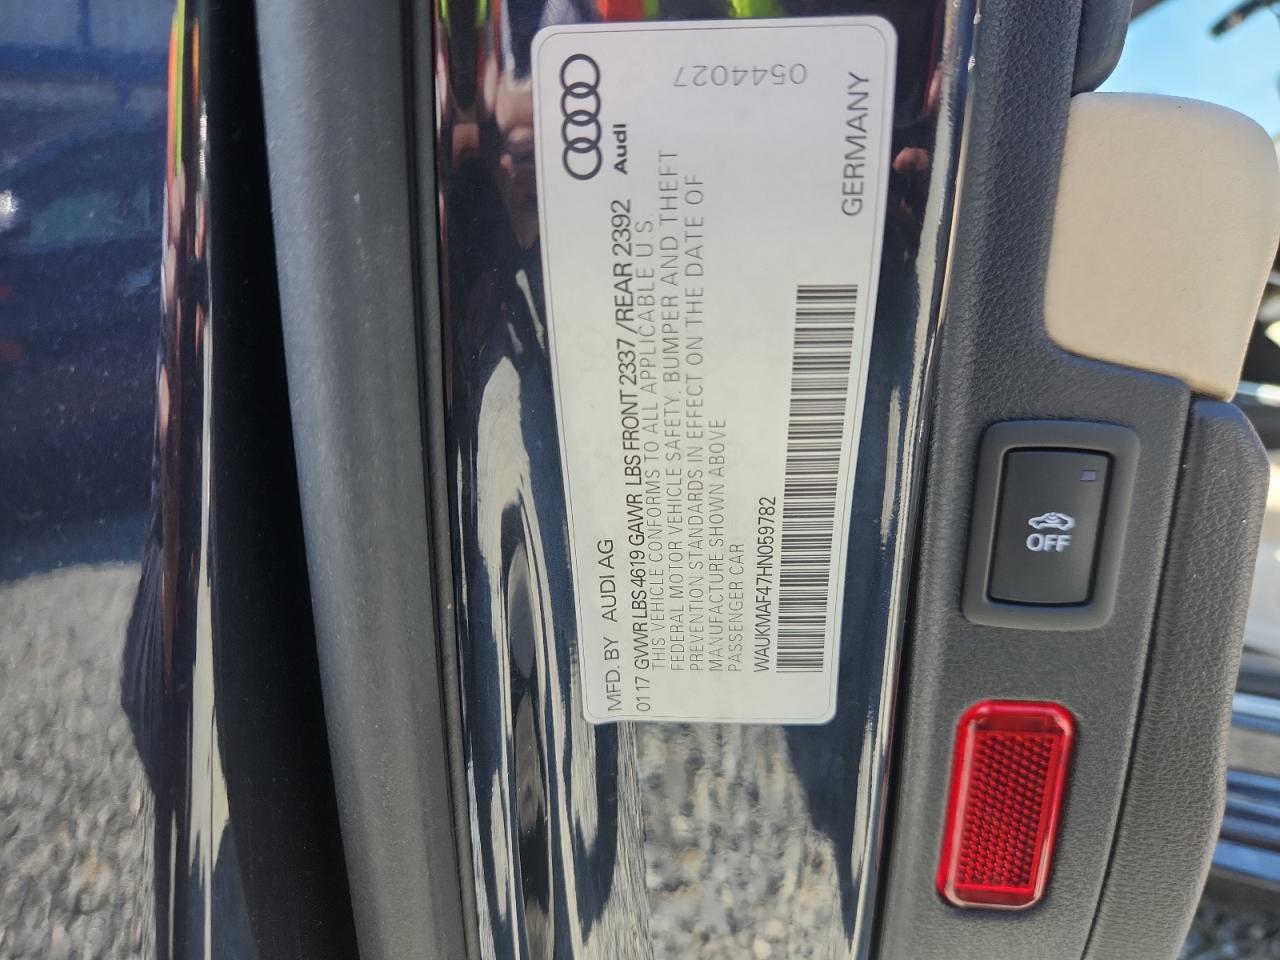 MFD. BY AUDI AG
0117 GVWR LBS 4619 GAWR LBS FRONT 2337 /REAR 2392
THIS VEHICLE CONFORMS TO ALL APPLICABLE U.S.
FEDERAL MOTOR VEHICLE SAFETY. BUMPER AND THEFT
PREVENTION STANDARDS IN EFFECT ON THE DATE OF
MANUFACTURE SHOWN ABOVE
PASSENGER CAR
WAUKMAF47HN059782
Audi
0544027
GERMANY
OFF